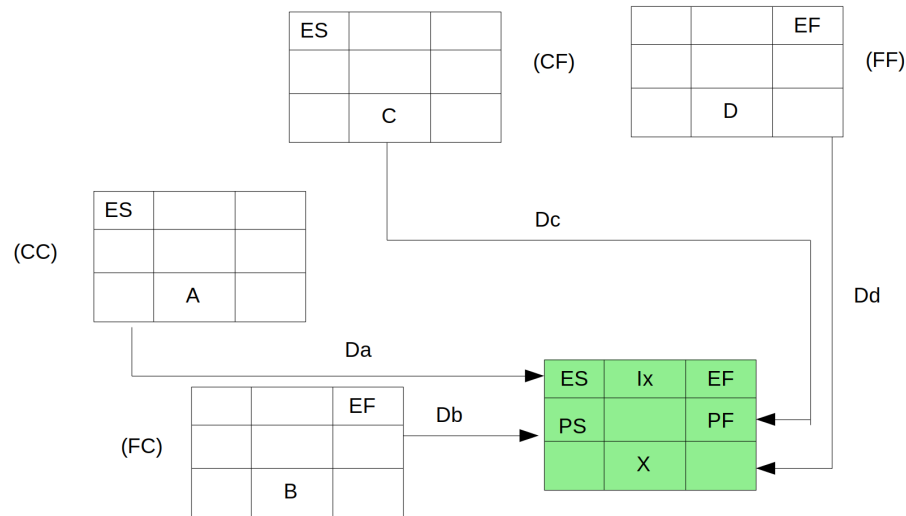 ES
EF
(CF)
(FF)
C
D
ES
Dc
(CC)
A
Dd
Da
ES Ix EF
EF
Db
PS PF
(FC)
X
B